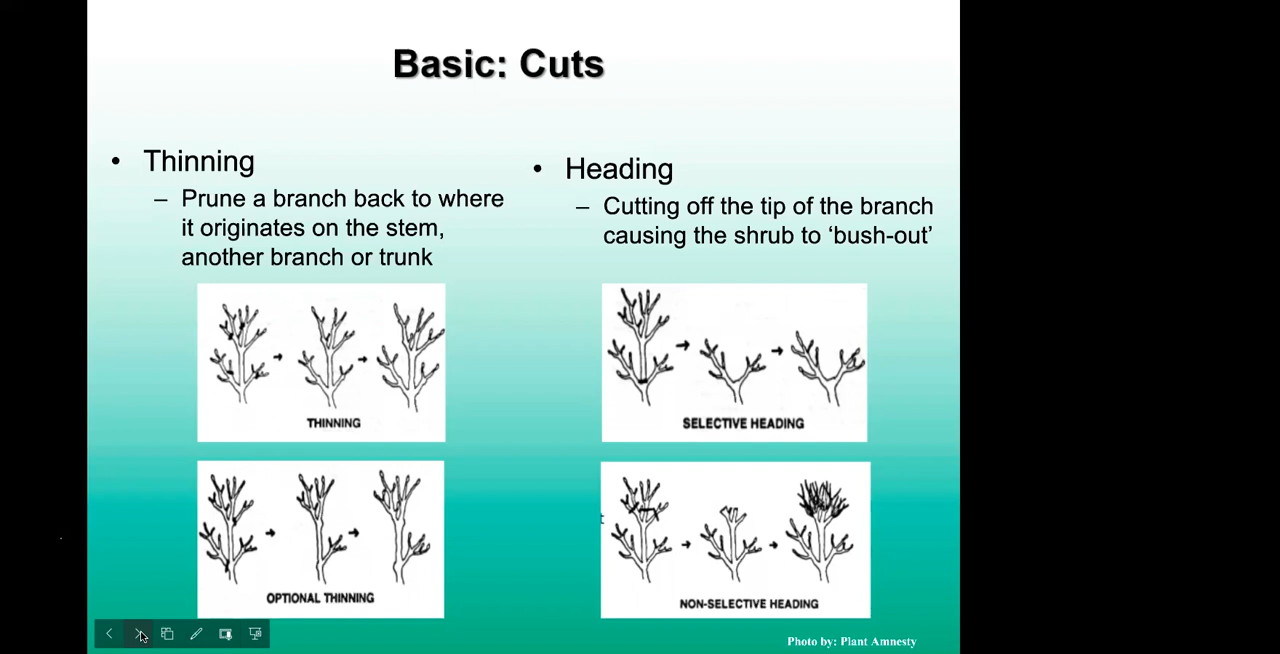 Basic: Cuts
• Thinning
– Prune a branch back to where
it originates on the stem,
another branch or trunk
THINNING
OPTIONAL THINNING
• Heading
– Cutting off the tip of the branch
causing the shrub to ‘bush-out’
SELECTIVE HEADING
NON-SELECTIVE HEADING
Photo by: Plant Amnesty